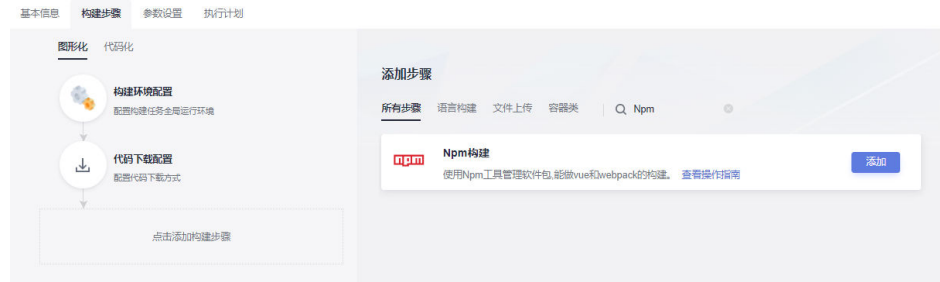 基本信息 构建步骤 参数设置 执行计划
图形化 代码化
构建环境配置
配置构建任务全局运行环境
代码下载配置
配置代码下载方式
点击添加构建步骤
添加步骤
所有步骤 语言构建 文件上传 容器类 Npm
npm
Npm构建
使用Npm工具管理软件包,能做vue和webpack的构建。 查看操作指南
添加